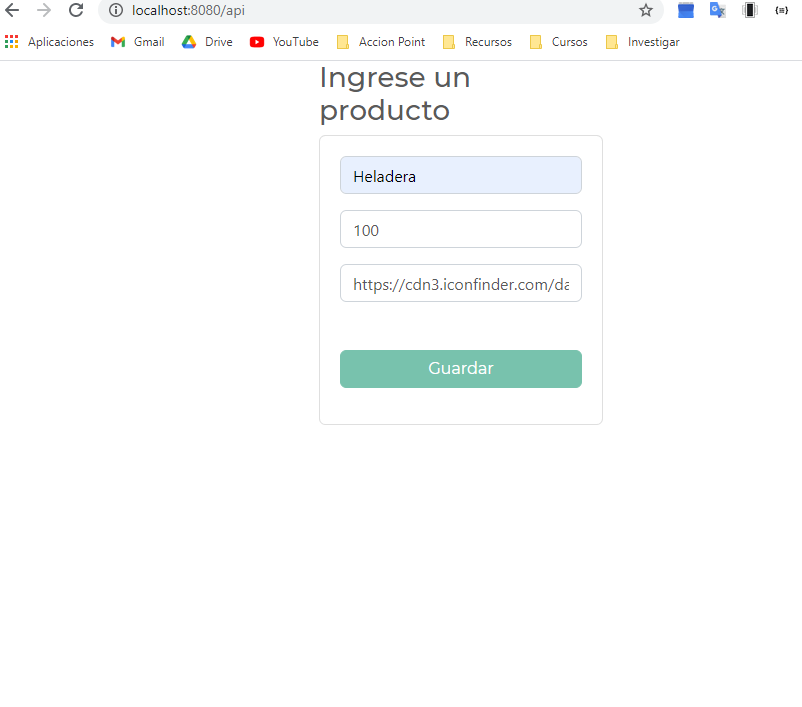 localhost:8080/api
Aplicaciones Gmail Drive YouTube Accion Point Recursos Cursos Investigar
Ingrese un
producto
Heladera
100
https://cdn3.iconfinder.com/da
Guardar